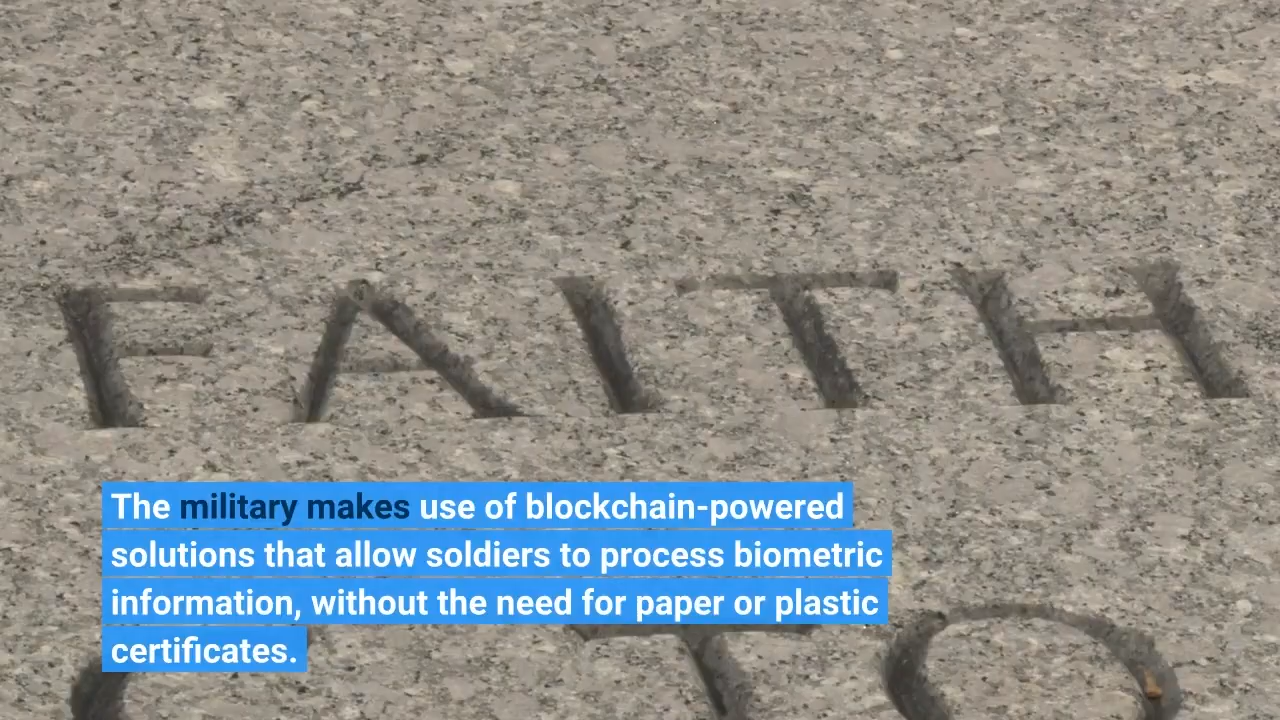 FAITH
The military makes use of blockchain-powered
solutions that allow soldiers to process biometric
information, without the need for paper or plastic
certificates.